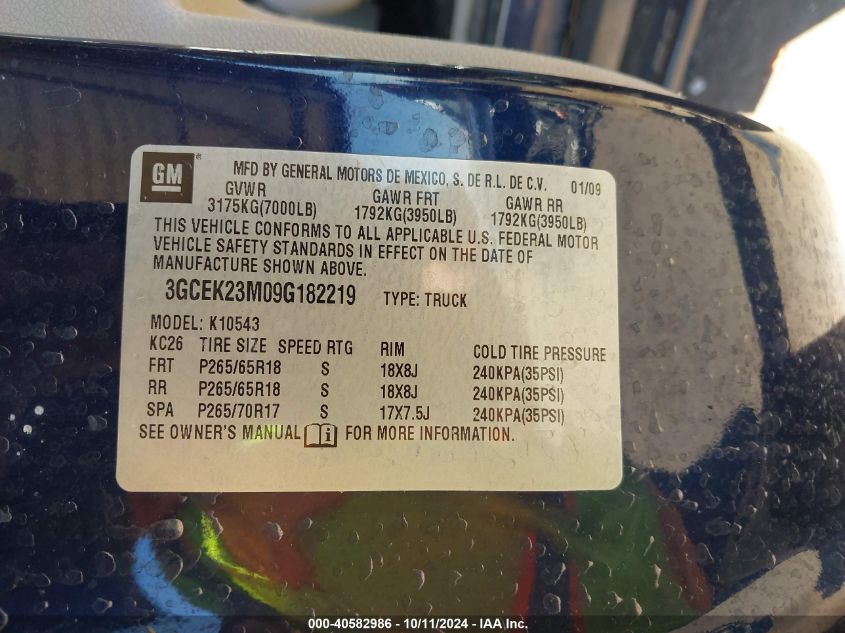 GM ® MFD BY GENERAL MOTORS DE MEXICO, S. DE R.L. DE C.V. 01/09
GVWR GAWR FRT GAWR RR
3175KG(7000LB) 1792KG(3950LB) 1792KG(3950LB)
THIS VEHICLE CONFORMS TO ALL APPLICABLE U.S. FEDERAL MOTOR
VEHICLE SAFETY STANDARDS IN EFFECT ON THE DATE OF
MANUFACTURE SHOWN ABOVE.
3GCEK23M09G182219 TYPE: TRUCK
MODEL: K10543
KC26 TIRE SIZE SPEED RTG RIM COLD TIRE PRESSURE
FRT P265/65R18 S 18X8J 240KPA(35PSI)
RR P265/65R18 S 18X8J 240KPA(35PSI)
SPA P265/70R17 S 17X7.5J 240KPA(35PSI)
SEE OWNER'S MANUAL i FOR MORE INFORMATION.
000-40582986 - 10/11/2024 - IAA Inc.